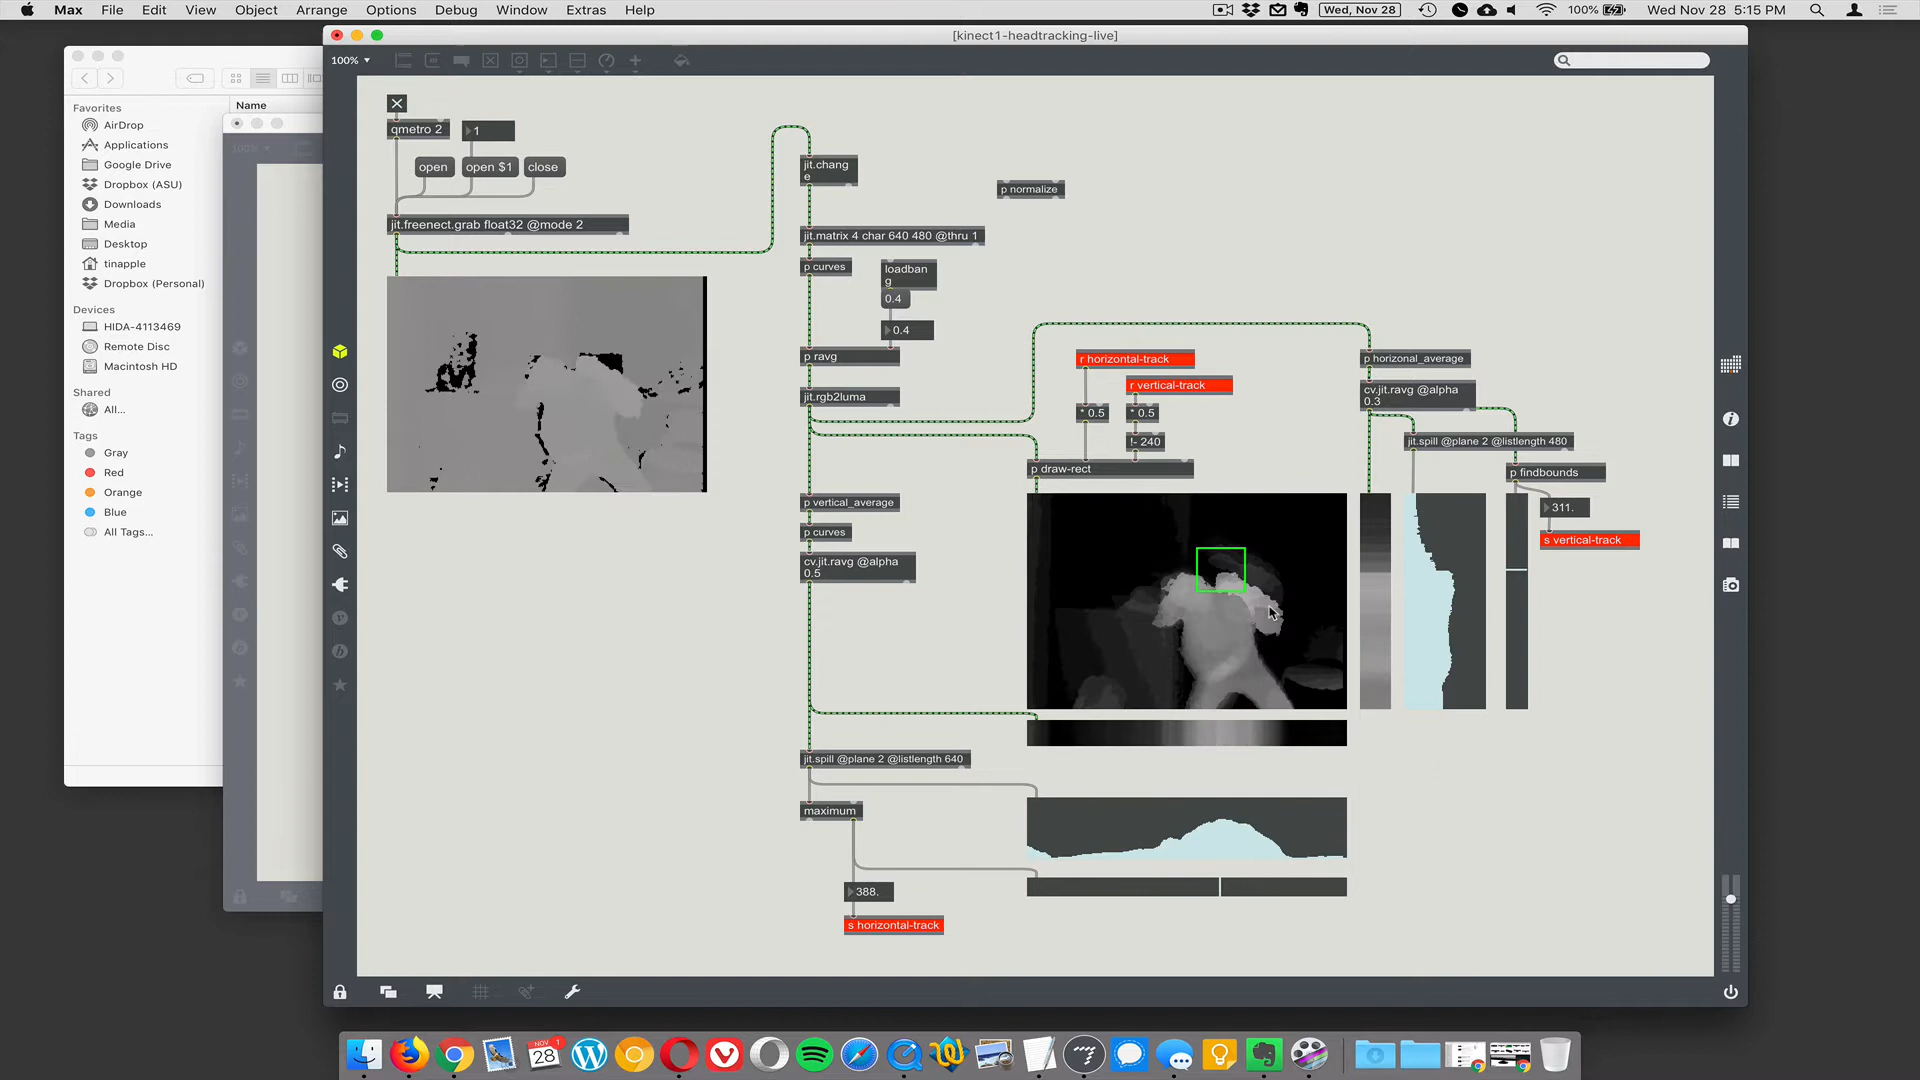 Max File Edit View Object Arrange Options Debug Window Extras Help
Wed, Nov 28
100%
Wed Nov 28 5:15 PM
[kinect1-headtracking-live]
100%
Name
Favorites
AirDrop
Applications
Google Drive
Dropbox (ASU)
Downloads
Media
Desktop
tinapple
Dropbox (Personal)
Devices
HIDA-4113469
Remote Disc
Macintosh HD
Shared
All...
Tags
Gray
Red
Orange
Blue
All Tags...
100%
qmetro 2
1
open
open $1
close
jit.freenect.grab float32 @mode 2
jit.chang
e
p normalize
jit.matrix 4 char 640 480 @thru 1
p curves
loadban
g
0.4
0.4
p ravg
jit.rgb2luma
r horizontal-track
r vertical-track
* 0.5
* 0.5
!- 240
p draw-rect
p horizonal_average
cv.jit.ravg @alpha
0.3
jit.spill @plane 2 @listlength 480
p findbounds
311.
s vertical-track
p vertical_average
p curves
cv.jit.ravg @alpha
0.5
jit.spill @plane 2 @listlength 640
maximum
388.
s horizontal-track
NOV 1
28